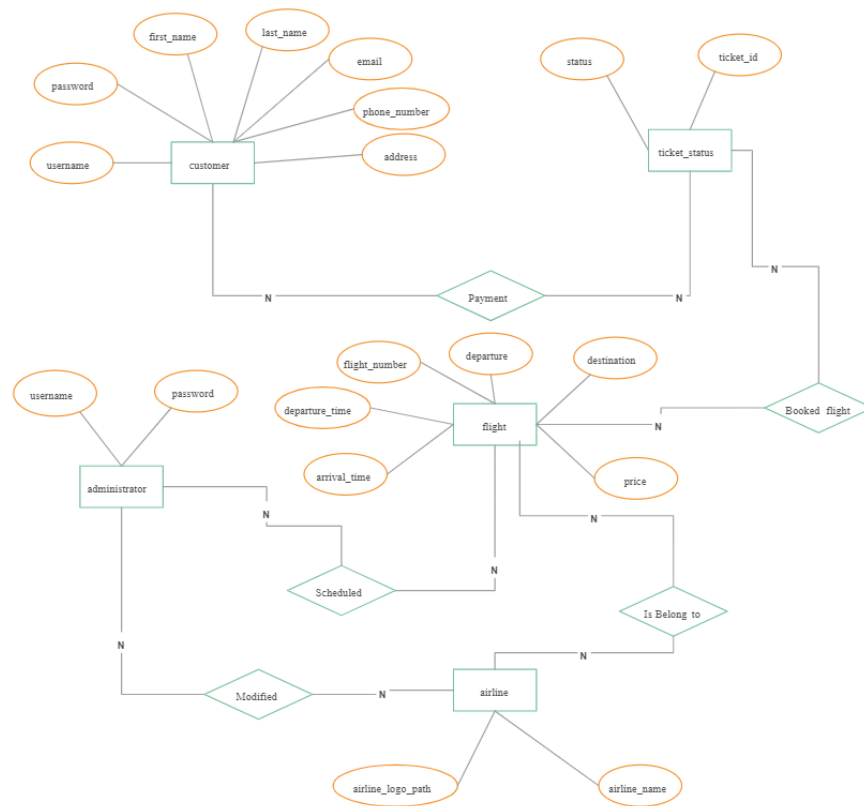 last_name
first_name
email
status
ticket_id
password
phone_number
username
customer
address
ticket_status
N
N
Payment
N
departure
flight_number
destination
username
password
departure_time
flight
N
Booked flight
arrival_time
price
administrator
N
N
N
Scheduled
Is Belong to
N
N
Modified
N
airline
airline_logo_path
airline_name